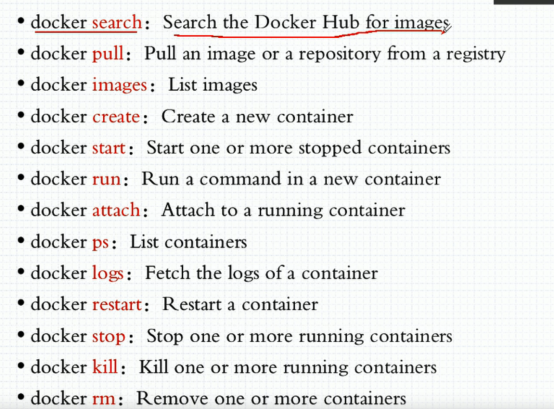 • docker search： Search the Docker Hub for images
• docker pull： Pull an image or a repository from a registry
• docker images： List images
• docker create： Create a new container
• docker start： Start one or more stopped containers
• docker run： Run a command in a new container
• docker attach： Attach to a running container
• docker ps： List containers
• docker logs： Fetch the logs of a container
• docker restart： Restart a container
• docker stop： Stop one or more running containers
• docker kill： Kill one or more running containers
• docker rm： Remove one or more containers